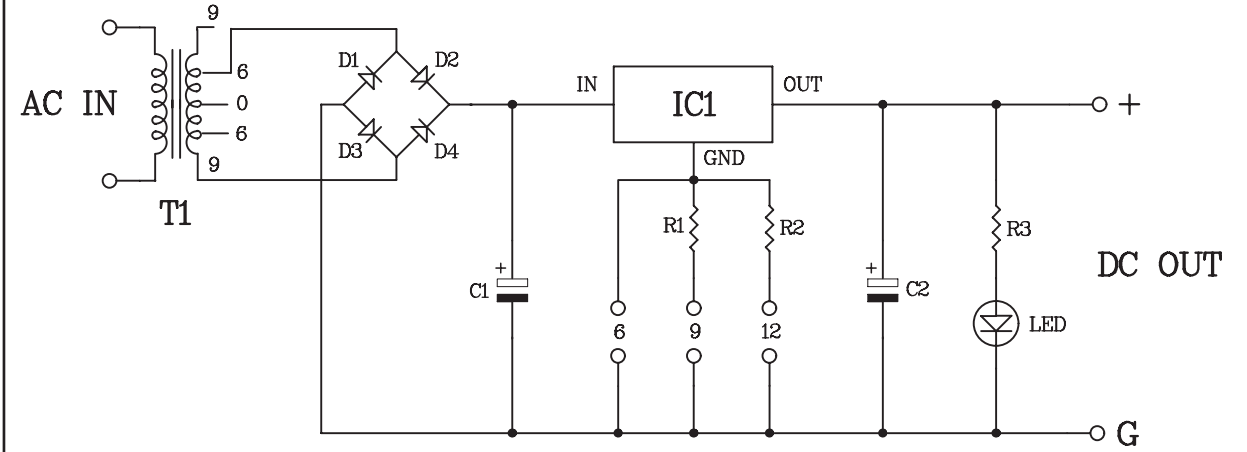 9
6
0
6
9
AC IN
T1
D1
D2
D3
D4
IN
IC1
OUT
GND
+
C1
R1
R2
6
9
12
+
C2
R3
LED
+
DC OUT
G